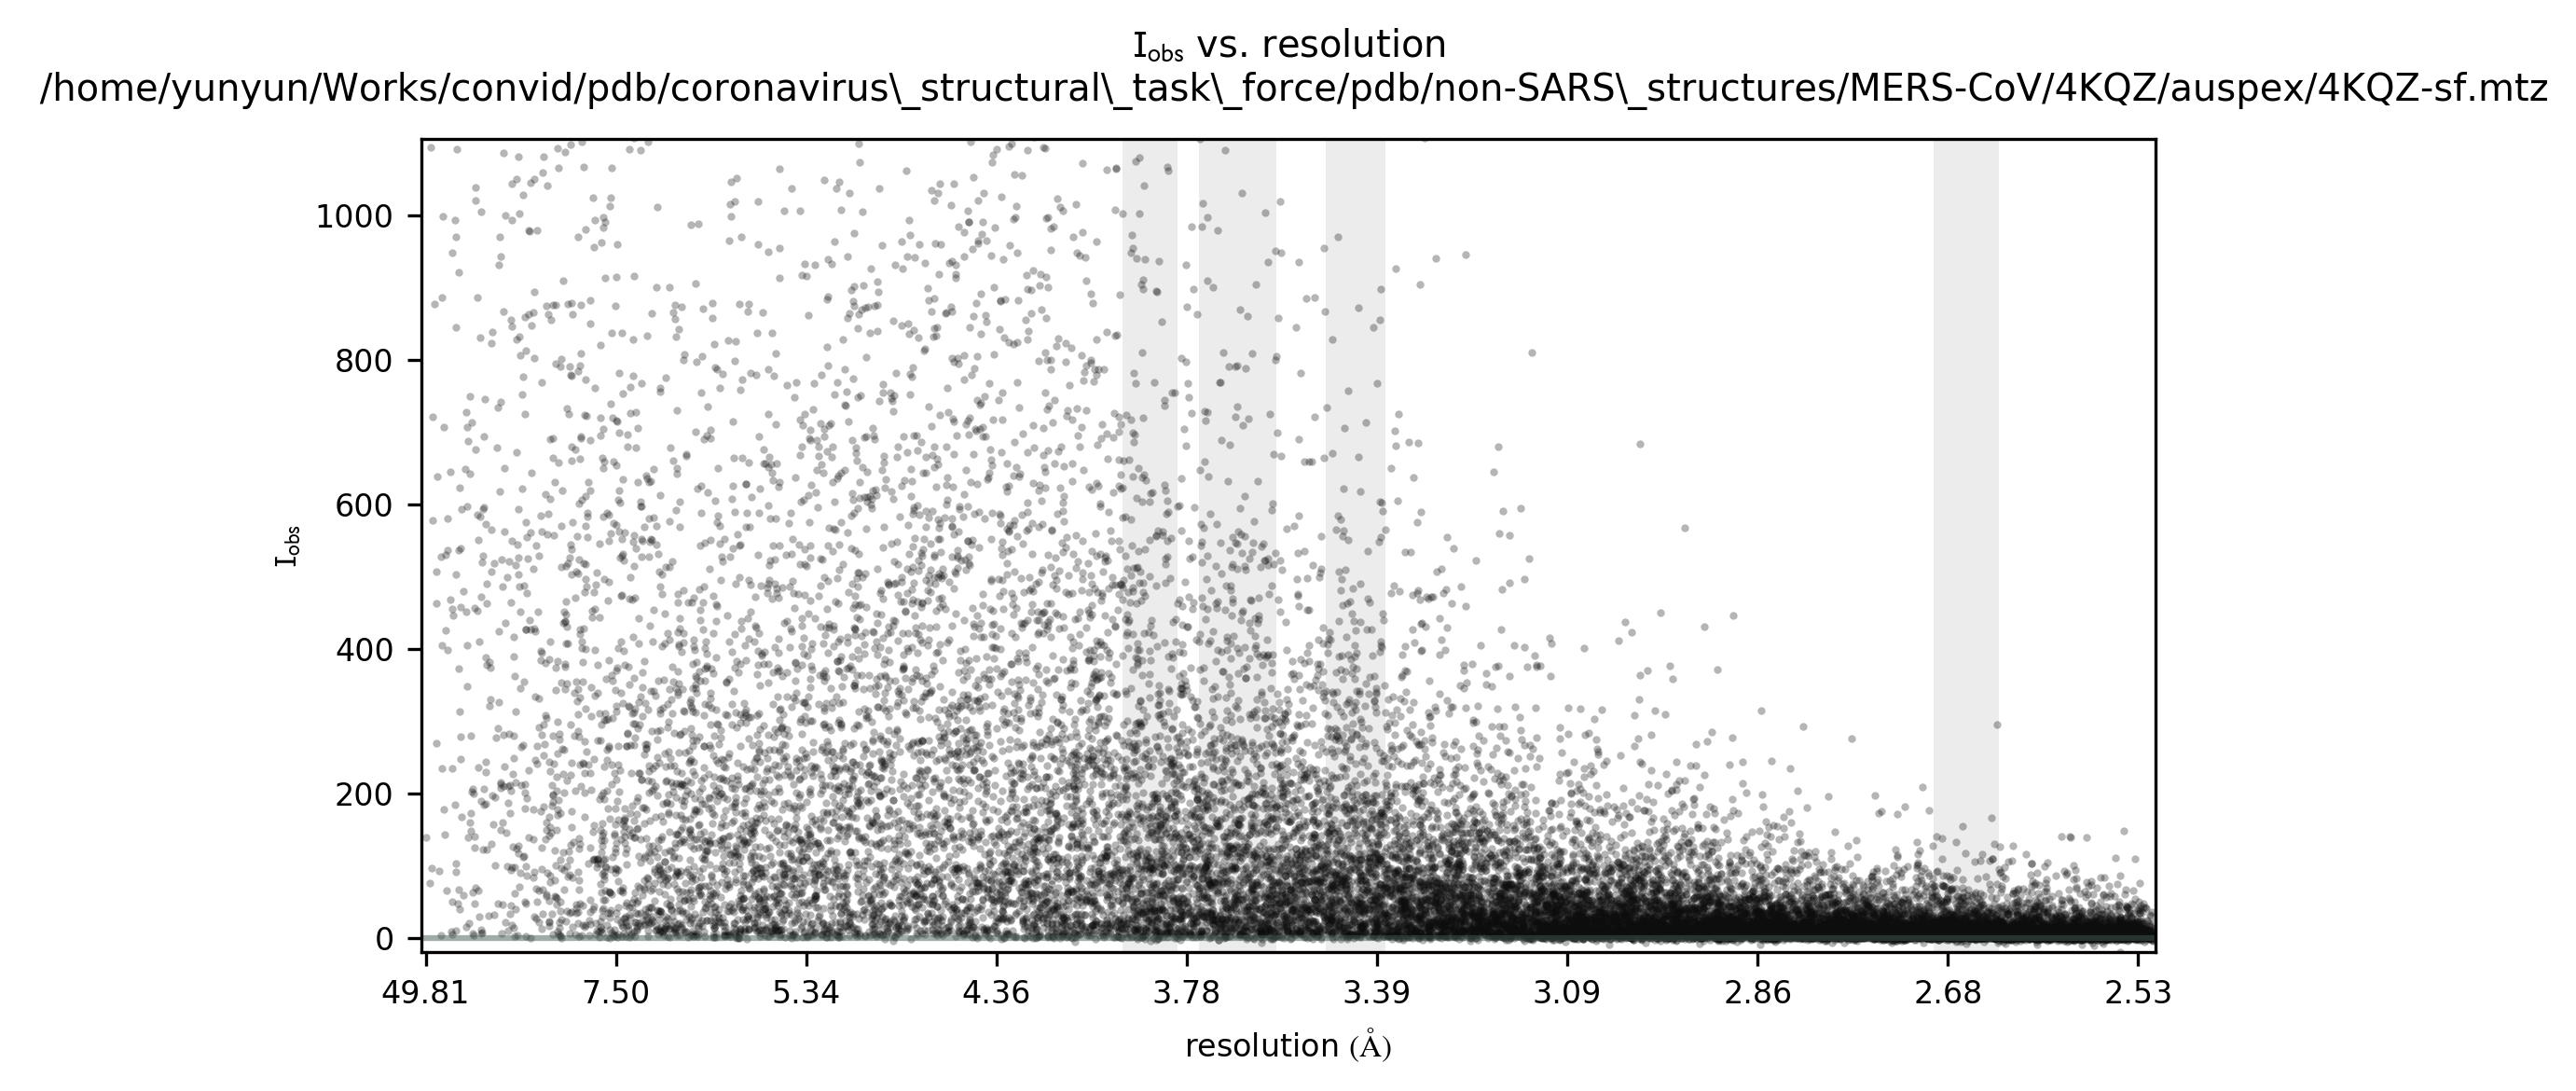 I_obs vs. resolution
/home/yunyun/Works/convid/pdb/coronavirus\_structural\_task\_force/pdb/non-SARS\_structures/MERS-CoV/4KQZ/auspex/4KQZ-sf.mtz
1000
800
600
400
200
0
I_obs
49.81 7.50 5.34 4.36 3.78 3.39 3.09 2.86 2.68 2.53
resolution (Å)